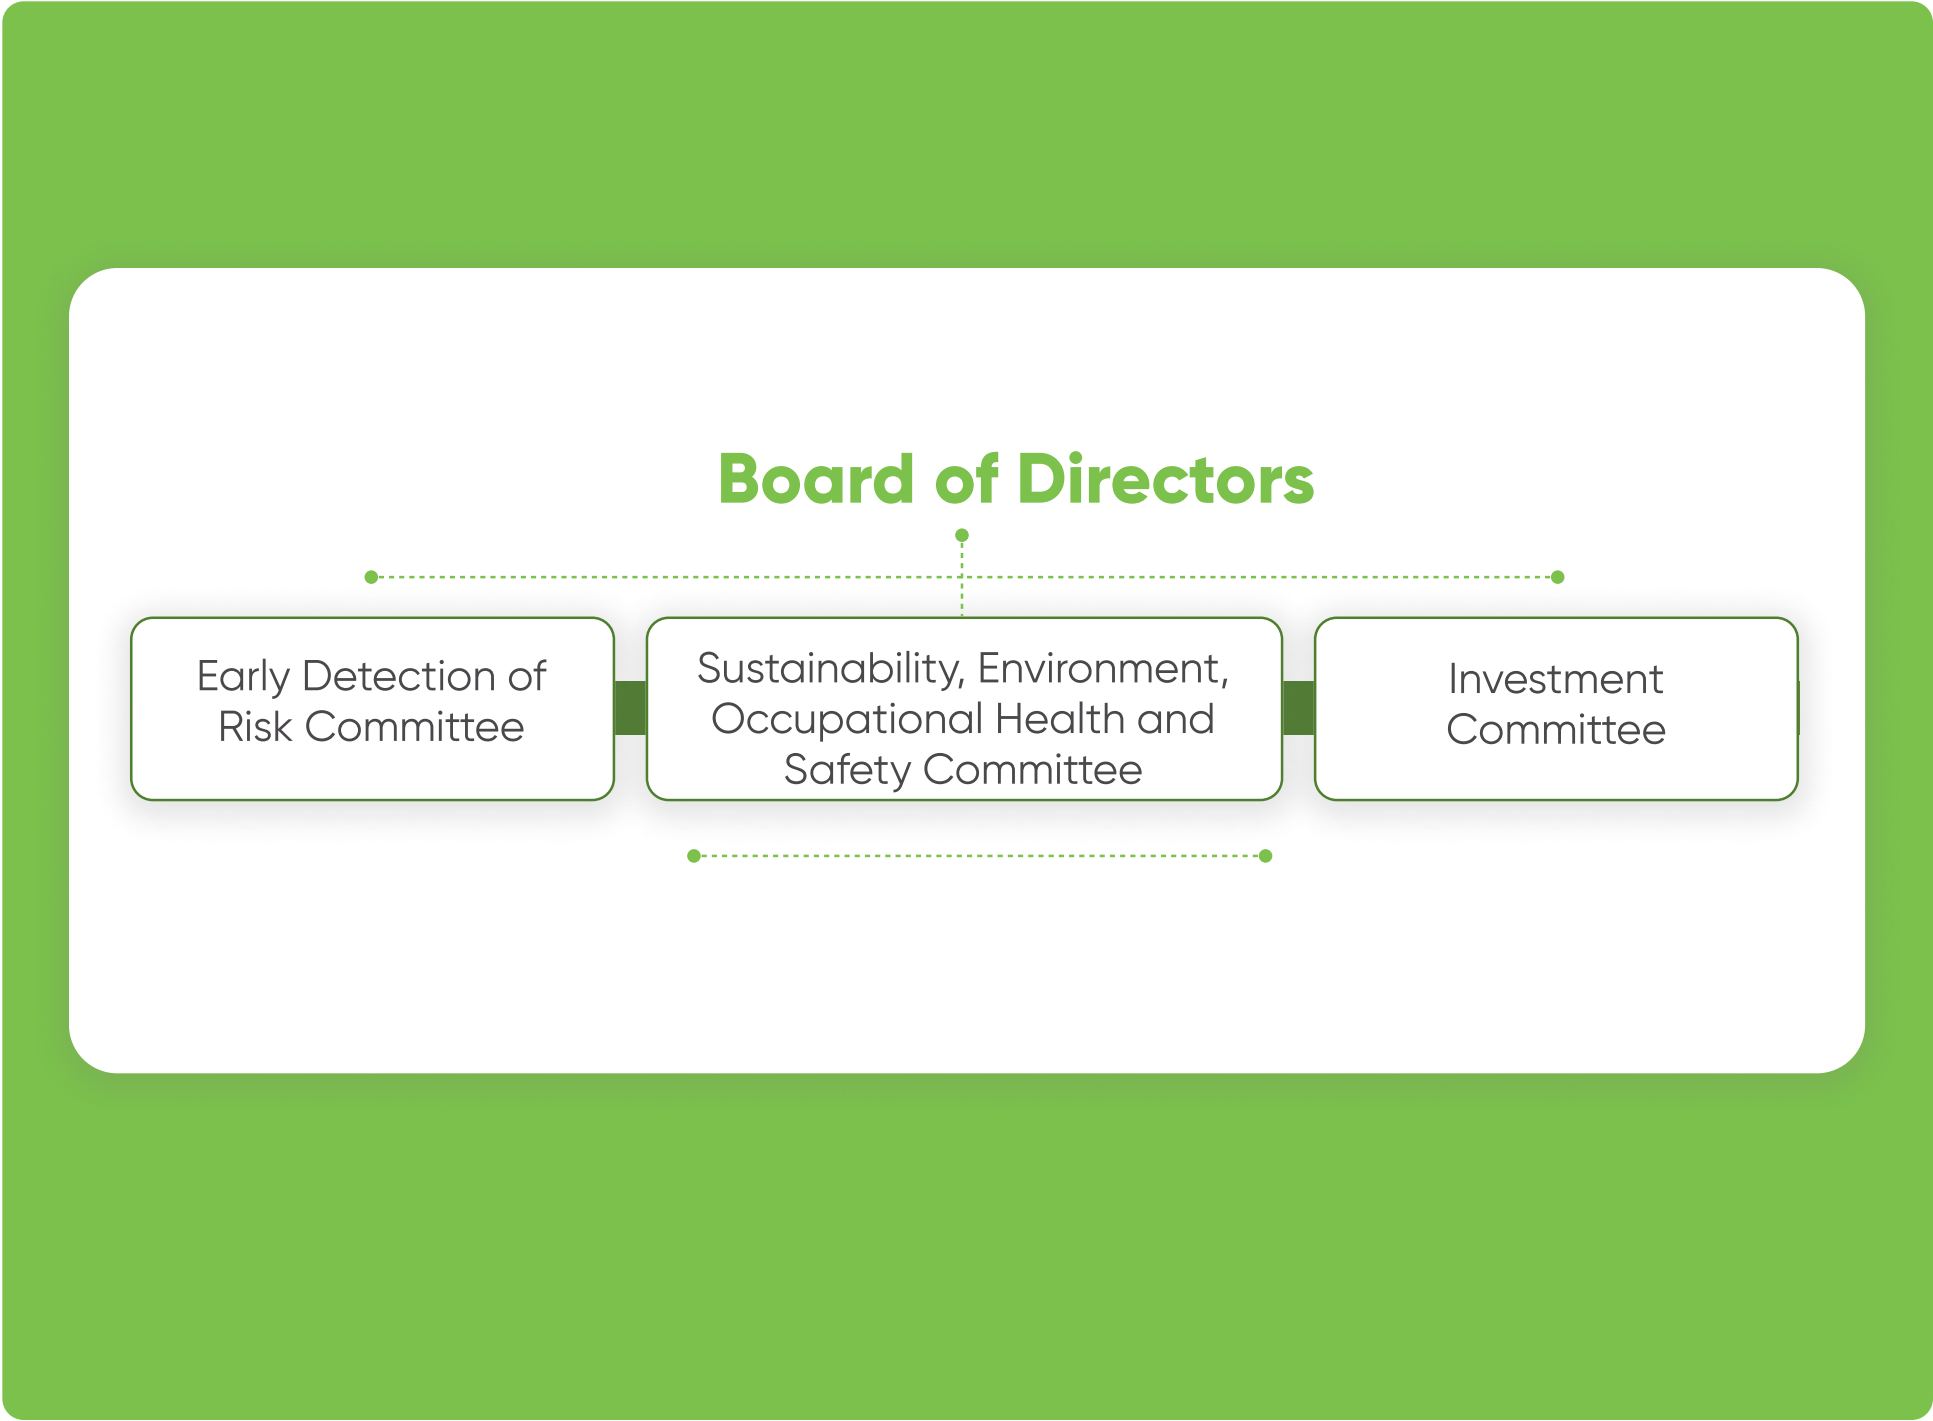 Board of Directors
Early Detection of
Risk Committee
Sustainability, Environment,
Occupational Health and
Safety Committee
Investment
Committee